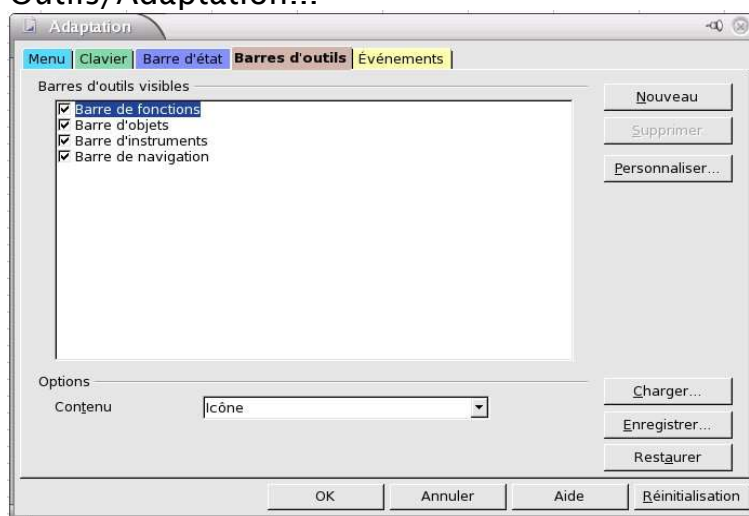 Outils/Adaptation...
Adaptation
Menu Clavier Barre d'état Barres d'outils Événements
Barres d'outils visibles
Barre de fonctions
Barre d'objets
Barre d'instruments
Barre de navigation
Nouveau
Supprimer
Personnaliser...
Options
Contenu Icône
Charger...
Enregistrer...
Restaurer
OK Annuler Aide Réinitialisation